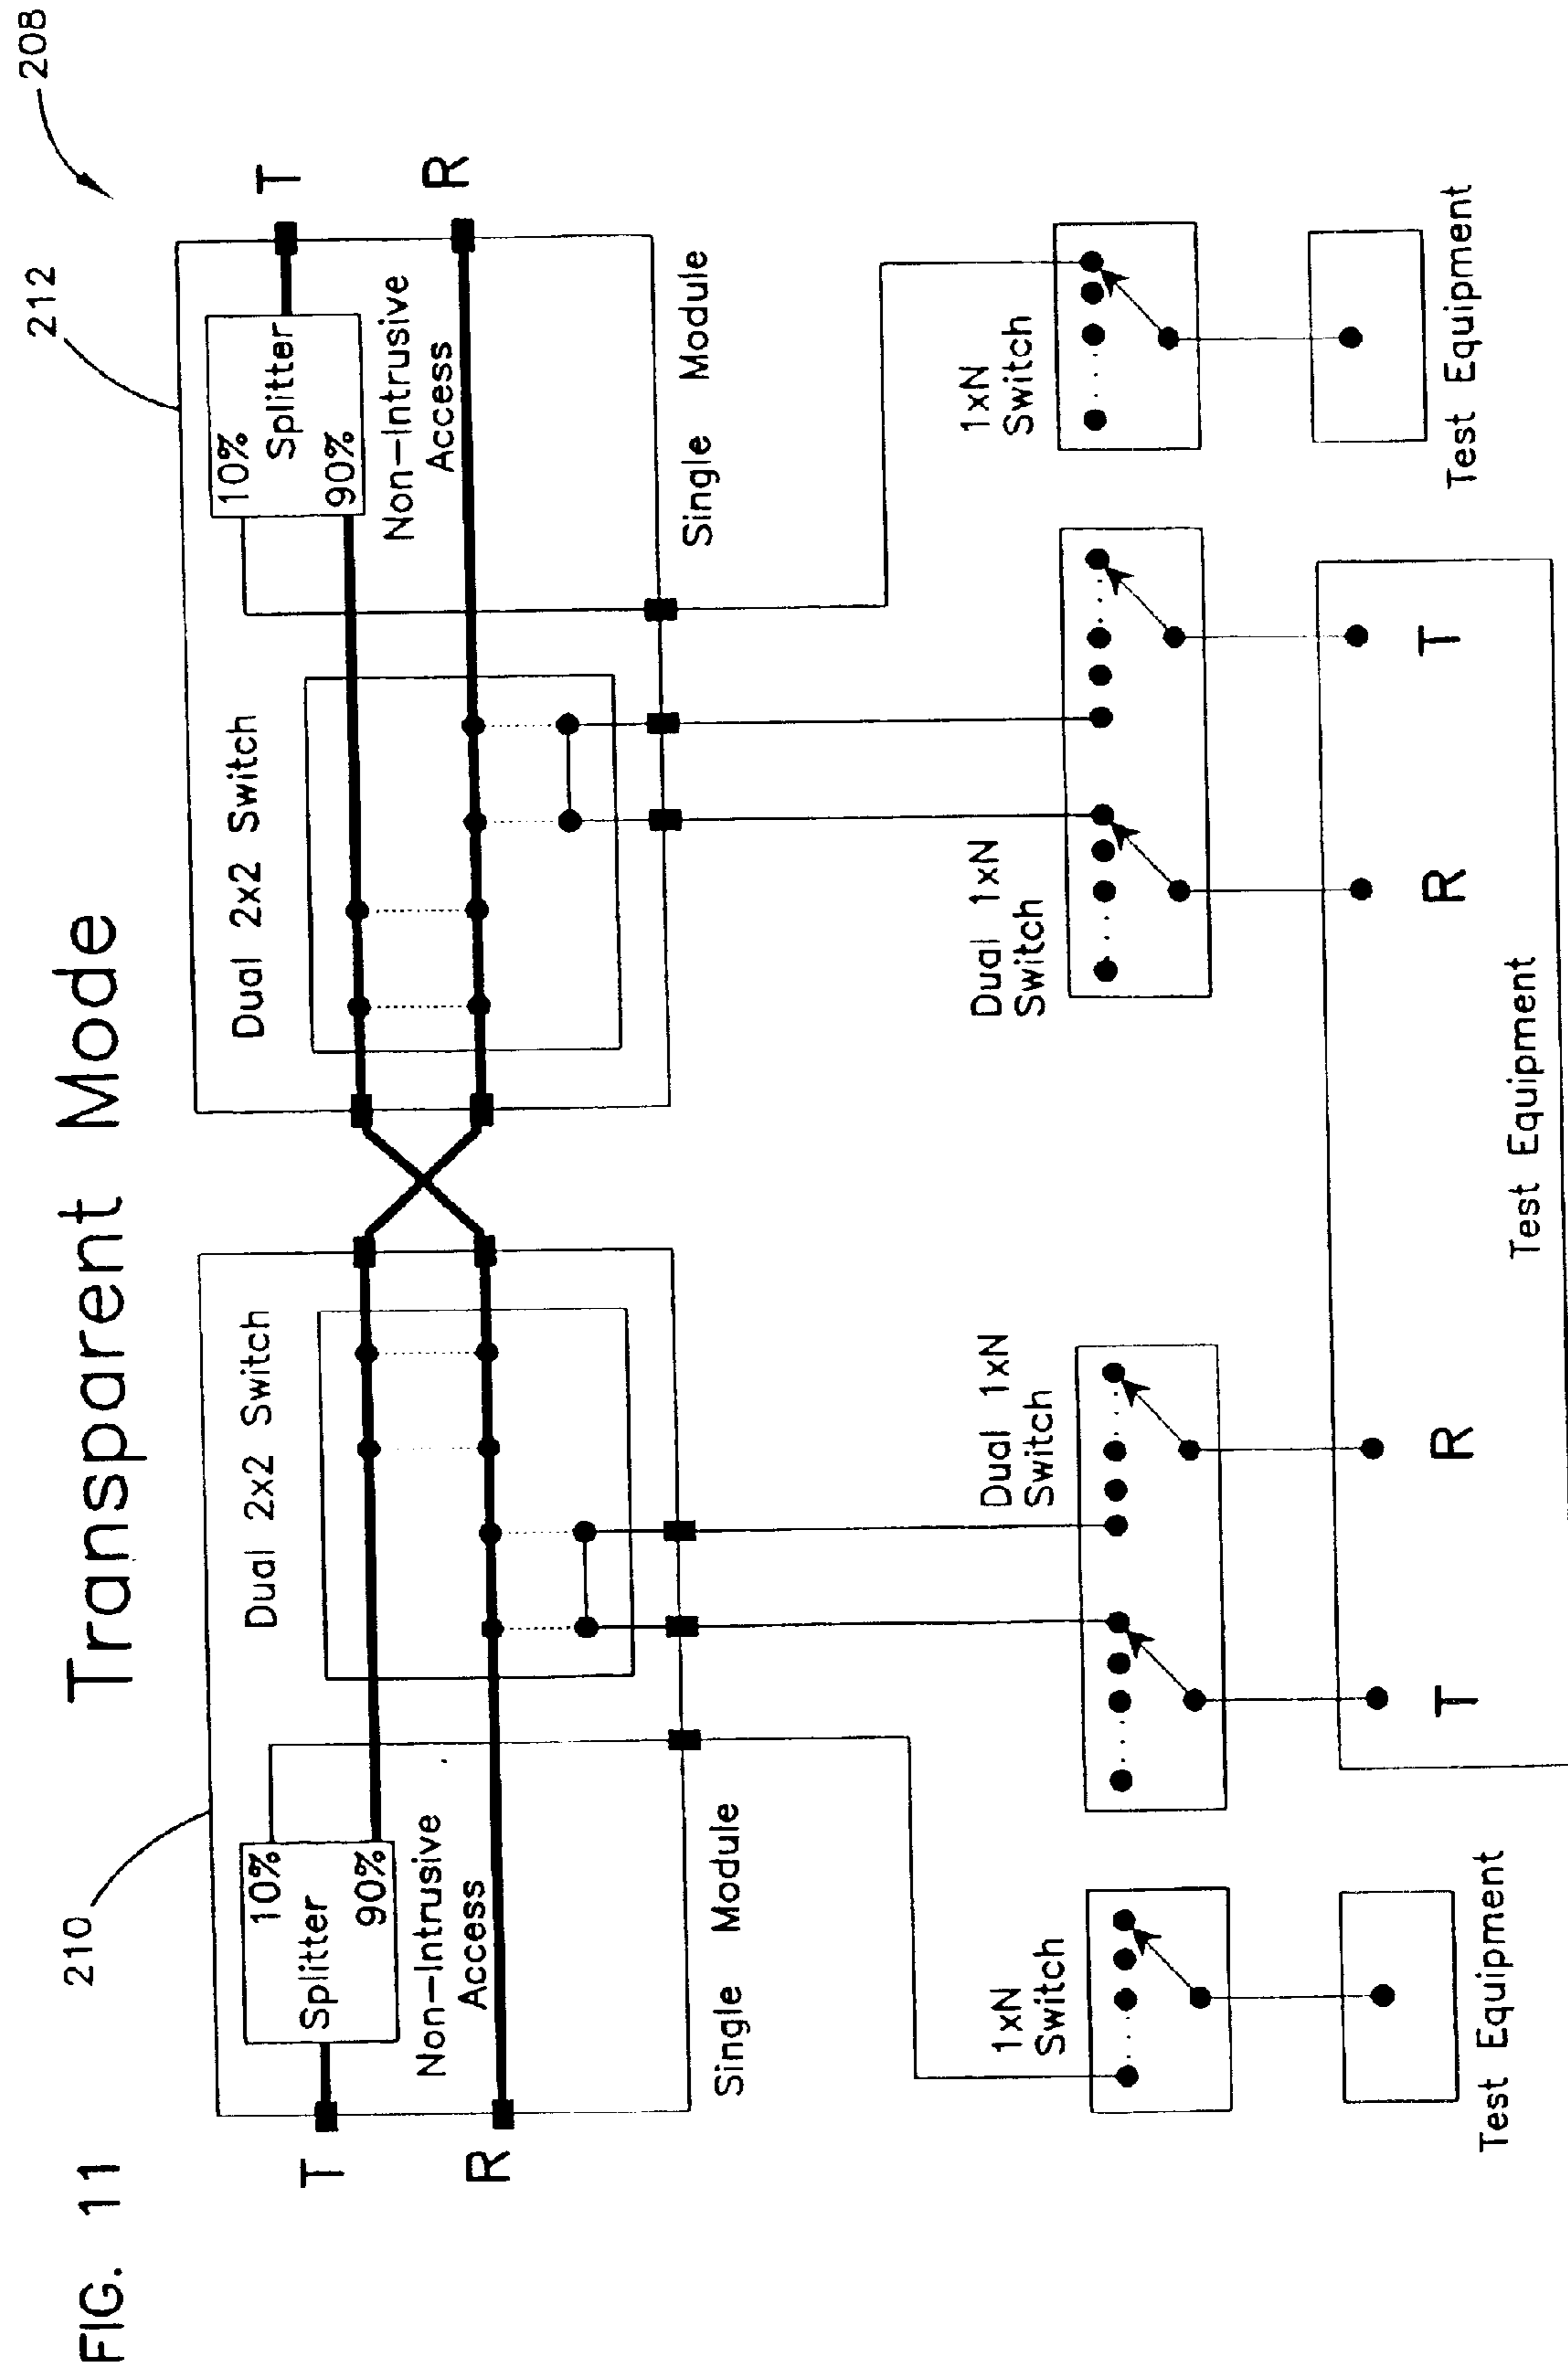 FIG. 11
Transparent Mode
208
210
212
T
R
Splitter
10%
90%
Non-Intrusive
Access
Dual 2x2 Switch
Single Module
Dual 2x2 Switch
10%
Splitter
90%
Non-Intrusive
Access
Single Module
T
R
1xN
Switch
Dual 1xN
Switch
Dual 1xN
Switch
1xN
Switch
Test Equipment
T
R
R
T
Test Equipment
Test Equipment